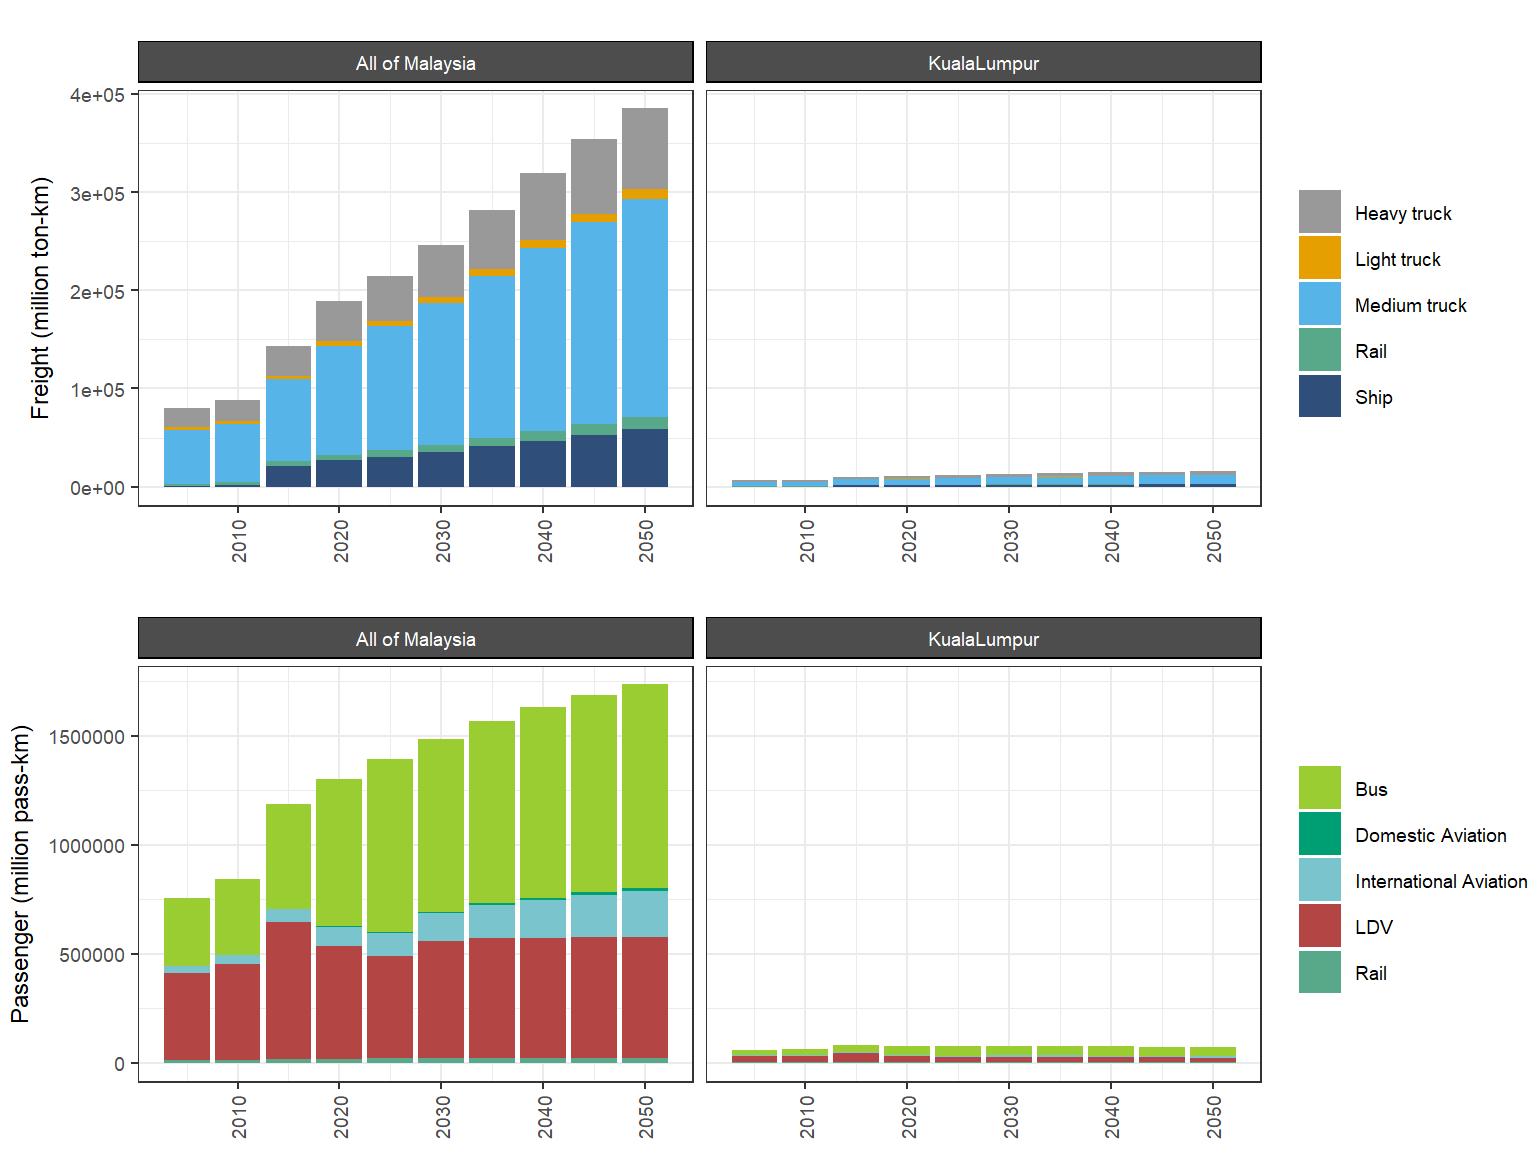 All of Malaysia
KualaLumpur
Freight (million ton-km)
4e+05
3e+05
2e+05
1e+05
0e+00
2010
2020
2030
2040
2050
2010
2020
2030
2040
2050
Heavy truck
Light truck
Medium truck
Rail
Ship
All of Malaysia
KualaLumpur
Passenger (million pass-km)
1500000
1000000
500000
0
2010
2020
2030
2040
2050
2010
2020
2030
2040
2050
Bus
Domestic Aviation
International Aviation
LDV
Rail